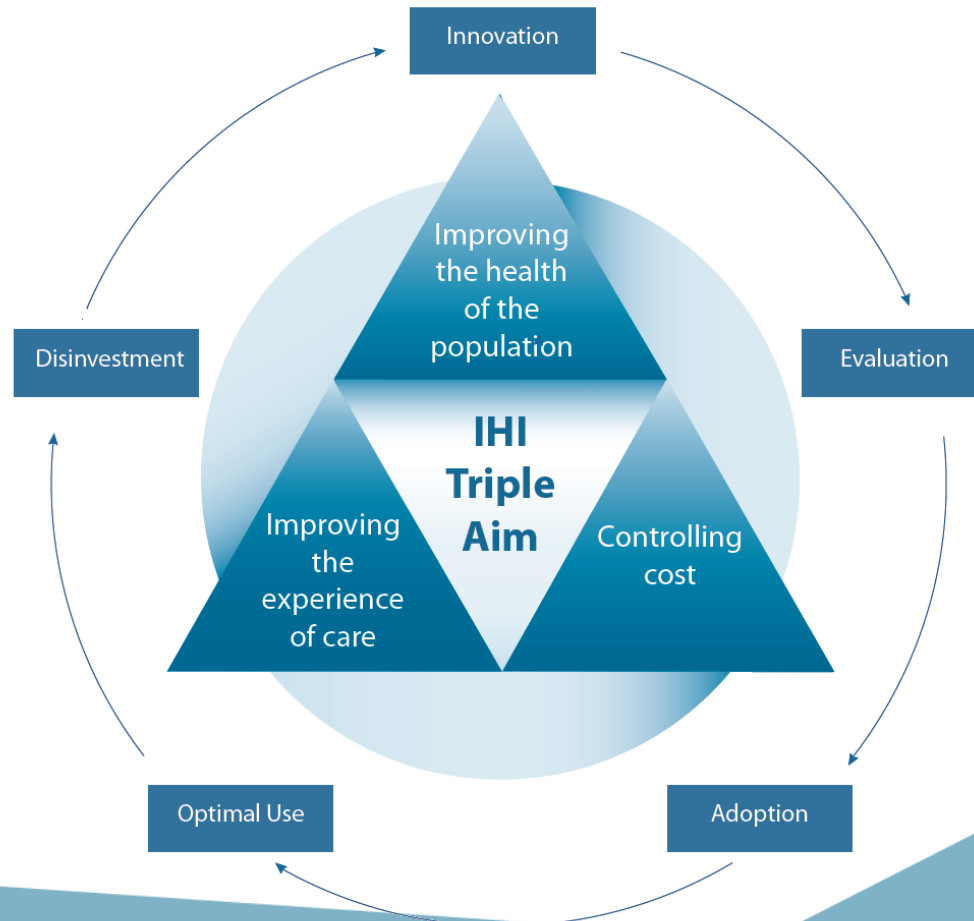 Innovation
Improving
the health
of the
population
Disinvestment
Evaluation
IHI
Triple
Aim
Improving
the
experience
of care
Controlling
cost
Optimal Use
Adoption